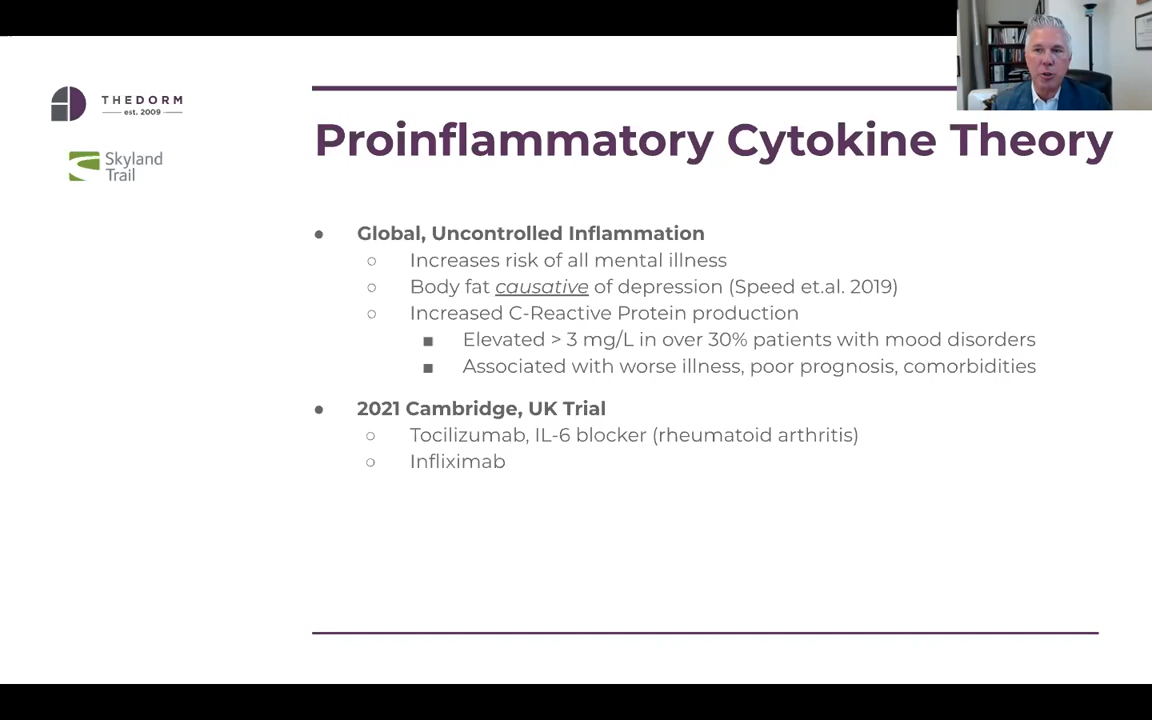 THEDORM
est. 2009
Skyland
Trail
Proinflammatory Cytokine Theory
● Global, Uncontrolled Inflammation
○ Increases risk of all mental illness
○ Body fat causative of depression (Speed et.al. 2019)
○ Increased C-Reactive Protein production
■ Elevated > 3 mg/L in over 30% patients with mood disorders
■ Associated with worse illness, poor prognosis, comorbidities
● 2021 Cambridge, UK Trial
○ Tocilizumab, IL-6 blocker (rheumatoid arthritis)
○ Infliximab